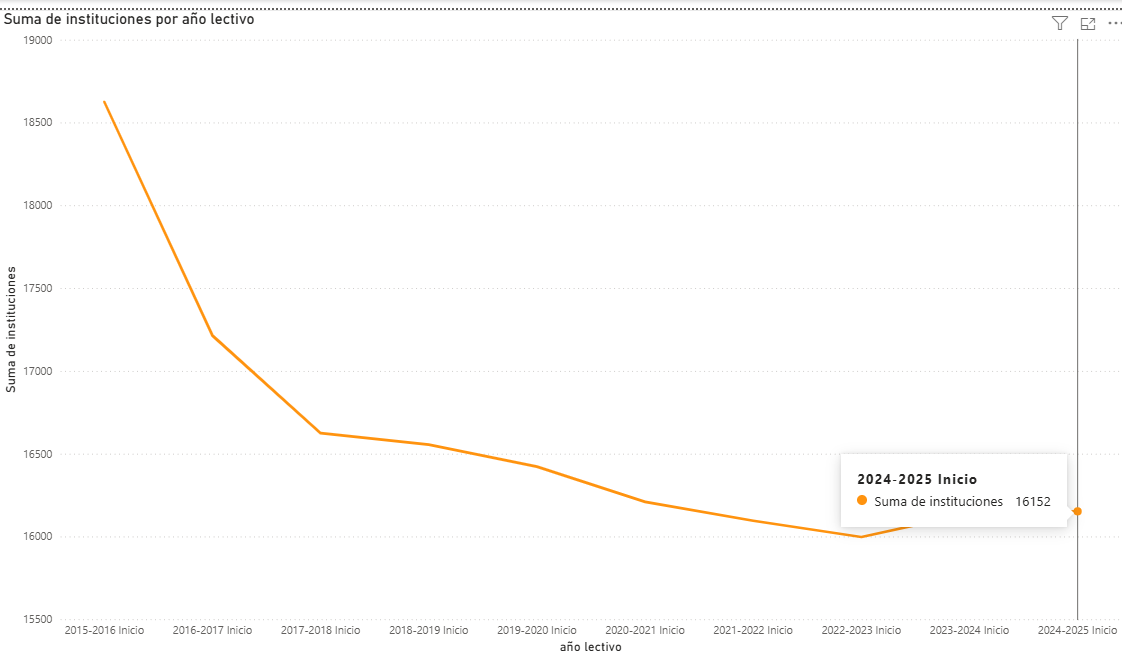 Suma de instituciones por año lectivo
19000
18500
18000
17500
17000
16500
16000
15500
Suma de instituciones
2024-2025 Inicio
Suma de instituciones 16152
2015-2016 Inicio 2016-2017 Inicio 2017-2018 Inicio 2018-2019 Inicio 2019-2020 Inicio 2020-2021 Inicio 2021-2022 Inicio 2022-2023 Inicio 2023-2024 Inicio 2024-2025 Inicio
año lectivo